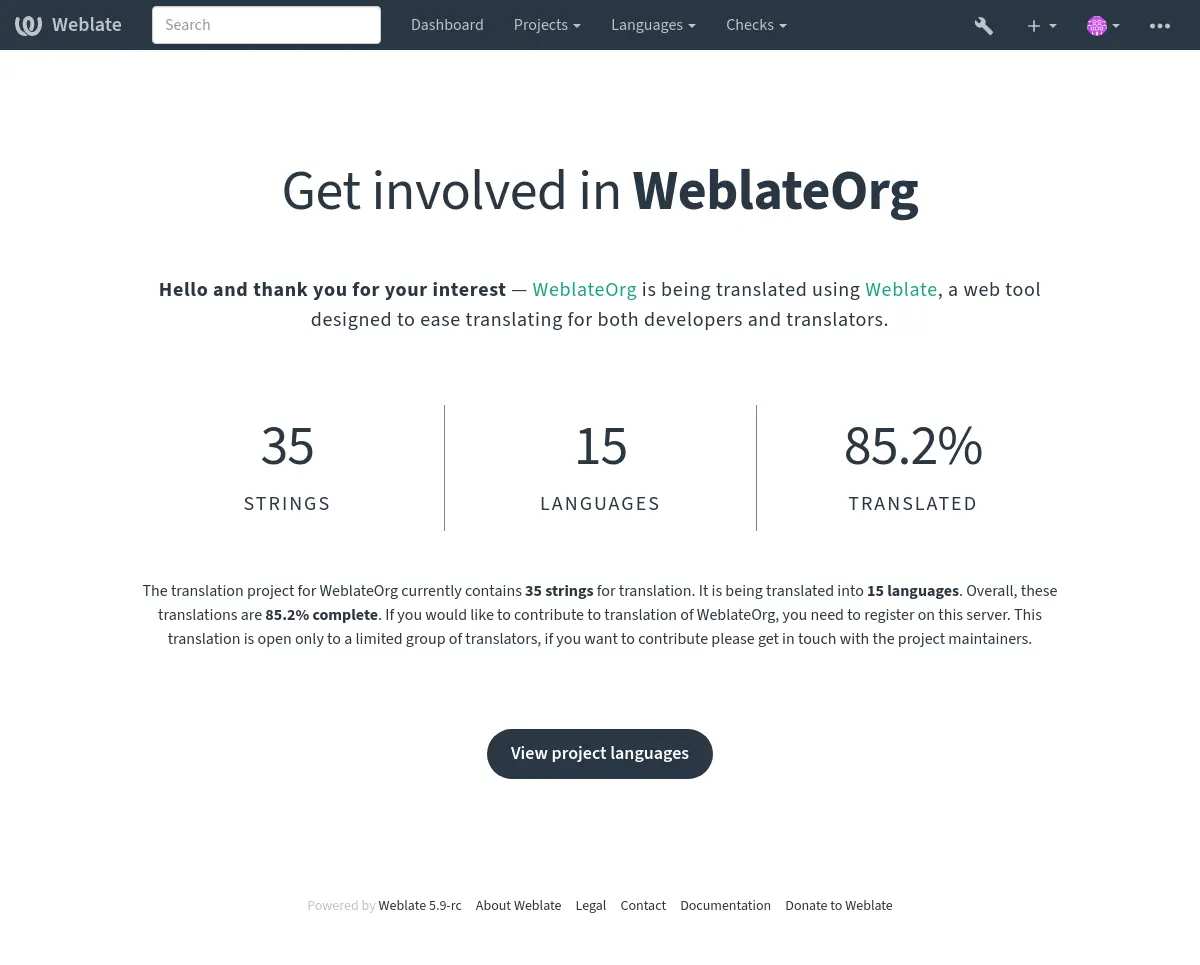 Weblate
Search
Dashboard
Projects
Languages
Checks
Get involved in WeblateOrg
Hello and thank you for your interest — WeblateOrg is being translated using Weblate, a web tool
designed to ease translating for both developers and translators.
35
STRINGS
15
LANGUAGES
85.2%
TRANSLATED
The translation project for WeblateOrg currently contains 35 strings for translation. It is being translated into 15 languages. Overall, these
translations are 85.2% complete. If you would like to contribute to translation of WeblateOrg, you need to register on this server. This
translation is open only to a limited group of translators, if you want to contribute please get in touch with the project maintainers.
View project languages
Powered by Weblate 5.9-rc About Weblate Legal Contact Documentation Donate to Weblate